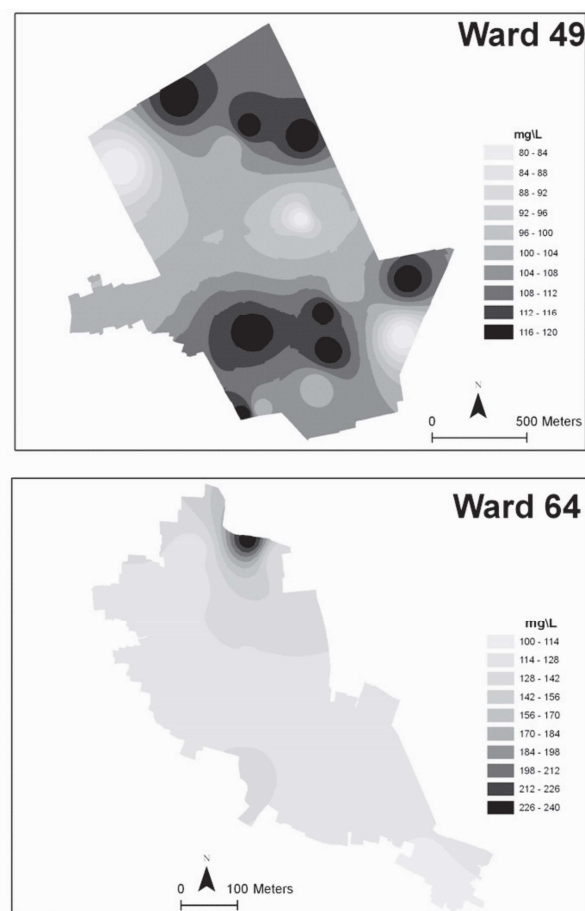 Ward 49
mg\L
80 - 84
84 - 88
88 - 92
92 - 96
96 - 100
100 - 104
104 - 108
108 - 112
112 - 116
116 - 120
N
0 500 Meters
Ward 64
mg\L
100 - 114
114 - 128
128 - 142
142 - 156
156 - 170
170 - 184
184 - 198
198 - 212
212 - 226
226 - 240
N
0 100 Meters